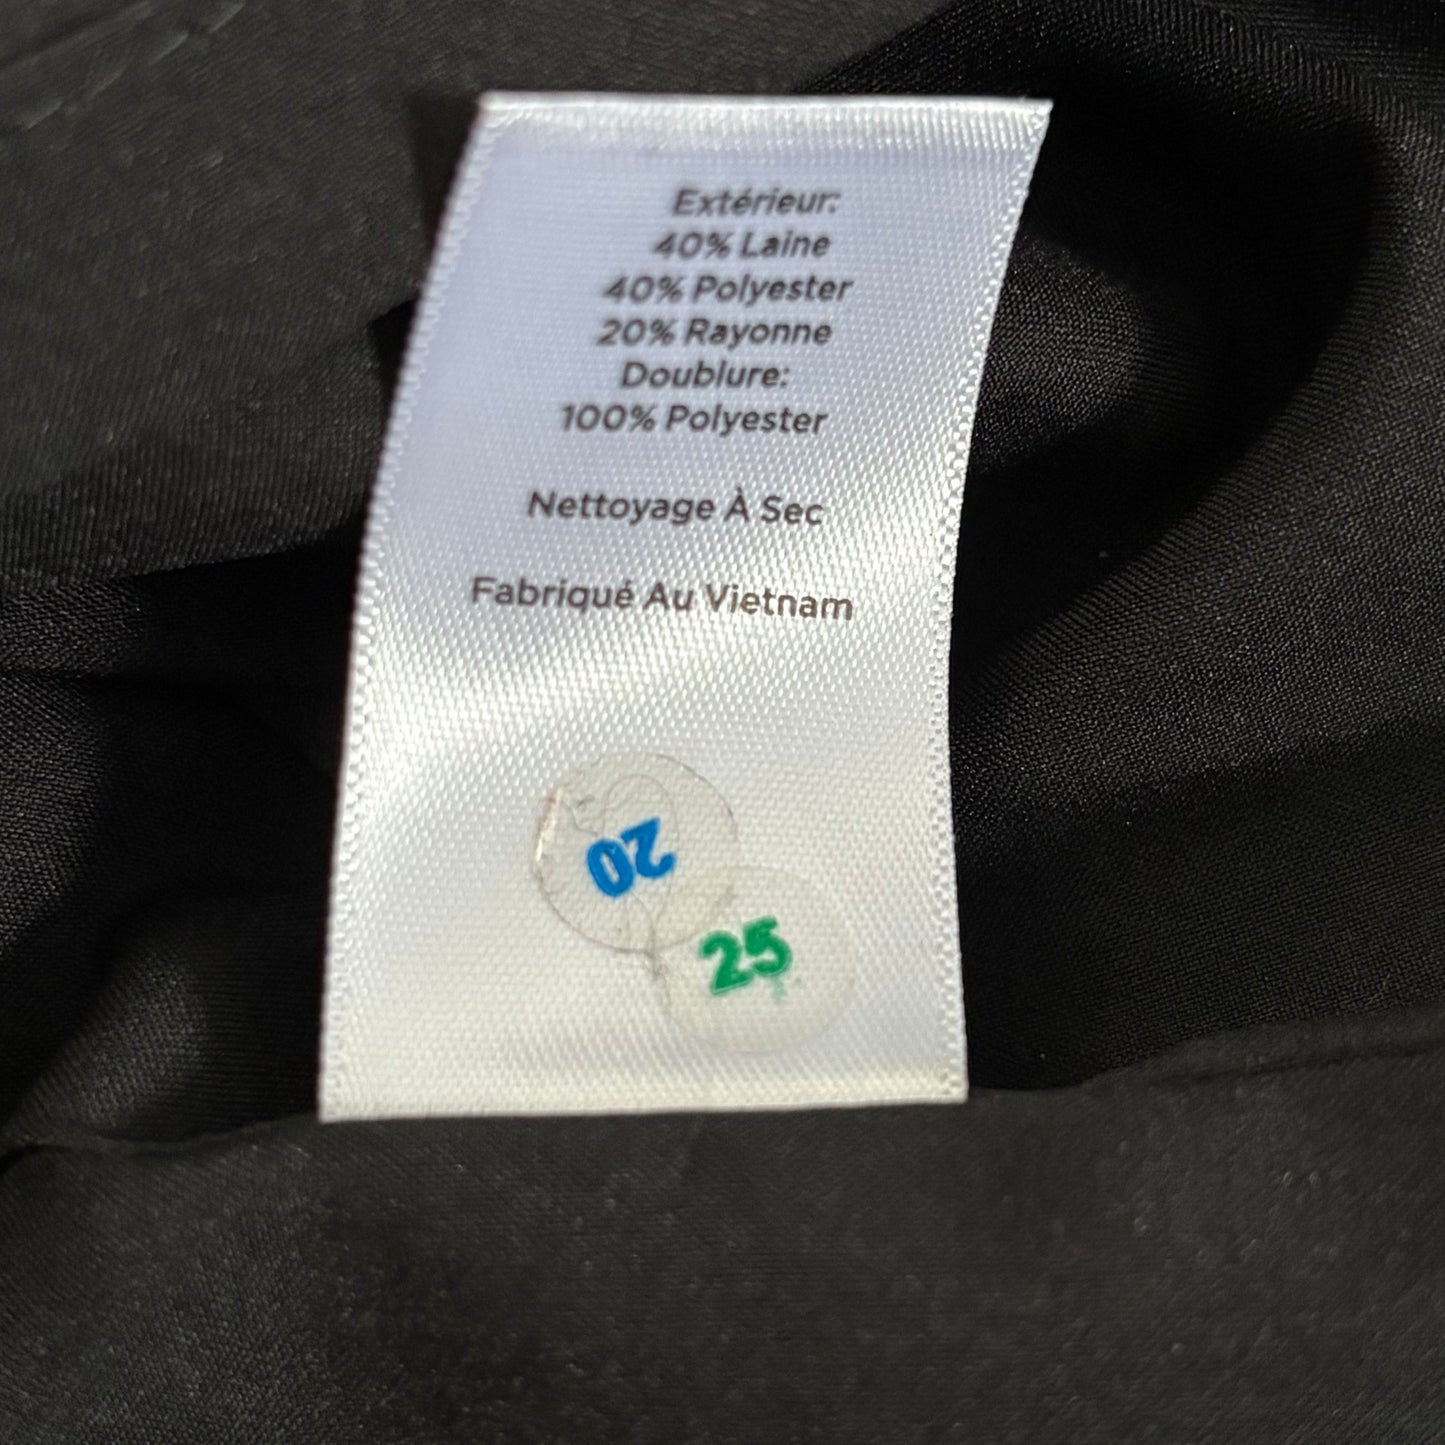 Extérieur:
40% Laine
40% Polyester
20% Rayonne
Doublure:
100% Polyester
Nettoyage À Sec
Fabriqué Au Vietnam
20
25